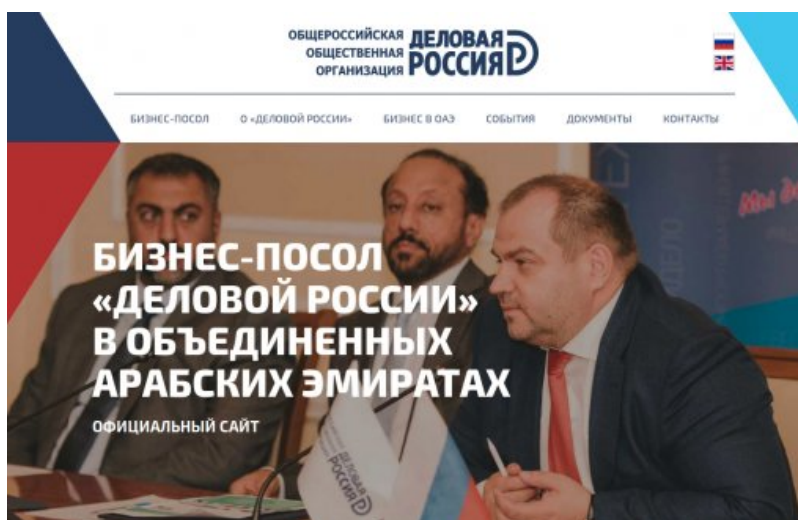 ОБЩЕРОССИЙСКАЯ
ОБЩЕСТВЕННАЯ
ОРГАНИЗАЦИЯ
ДЕЛОВАЯ
РОССИЯ
БИЗНЕС-ПОСОЛ О «ДЕЛОВОЙ РОССИИ» БИЗНЕС В ОАЭ СОБЫТИЯ ДОКУМЕНТЫ КОНТАКТЫ
БИЗНЕС-ПОСОЛ
«ДЕЛОВОЙ РОССИИ»
В ОБЪЕДИНЕННЫХ
АРАБСКИХ ЭМИРАТАХ
ОФИЦИАЛЬНЫЙ САЙТ
ДЕЛОВАЯ
РОССИЯ